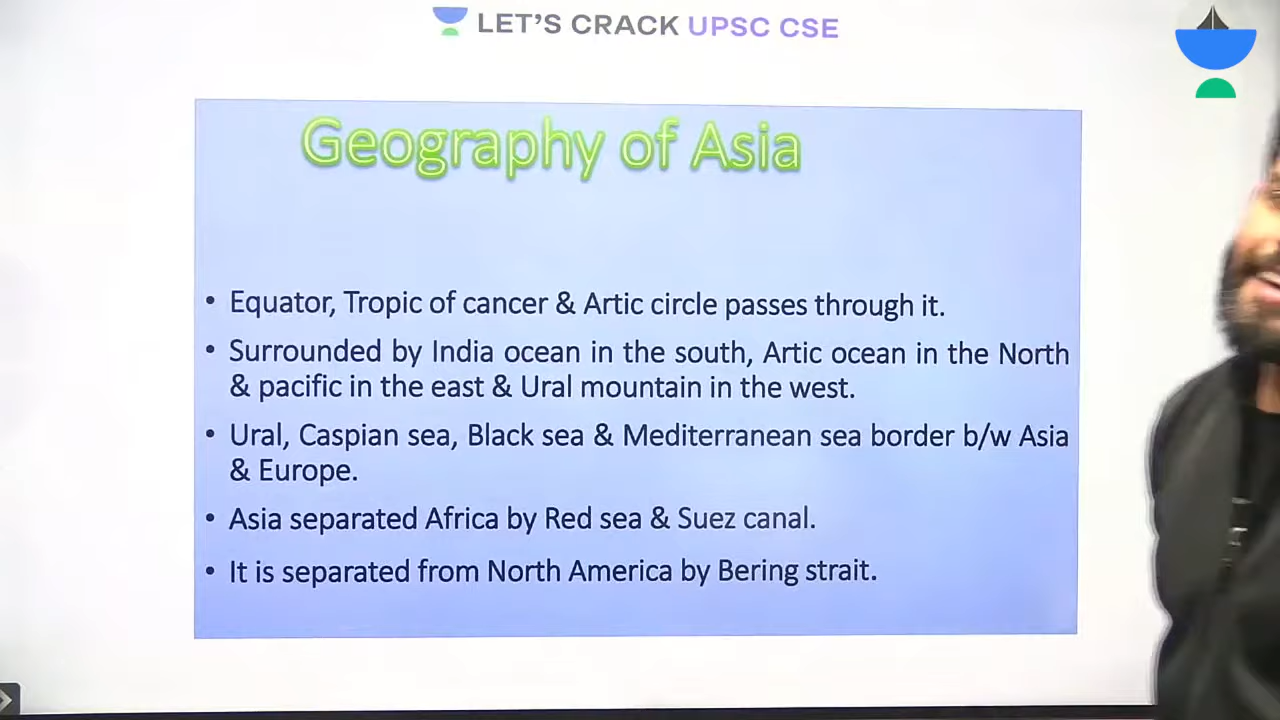 LET'S CRACK UPSC CSE
Geography of Asia
• Equator, Tropic of cancer & Artic circle passes through it.
• Surrounded by India ocean in the south, Artic ocean in the North
& pacific in the east & Ural mountain in the west.
• Ural, Caspian sea, Black sea & Mediterranean sea border b/w Asia
& Europe.
• Asia separated Africa by Red sea & Suez canal.
• It is separated from North America by Bering strait.